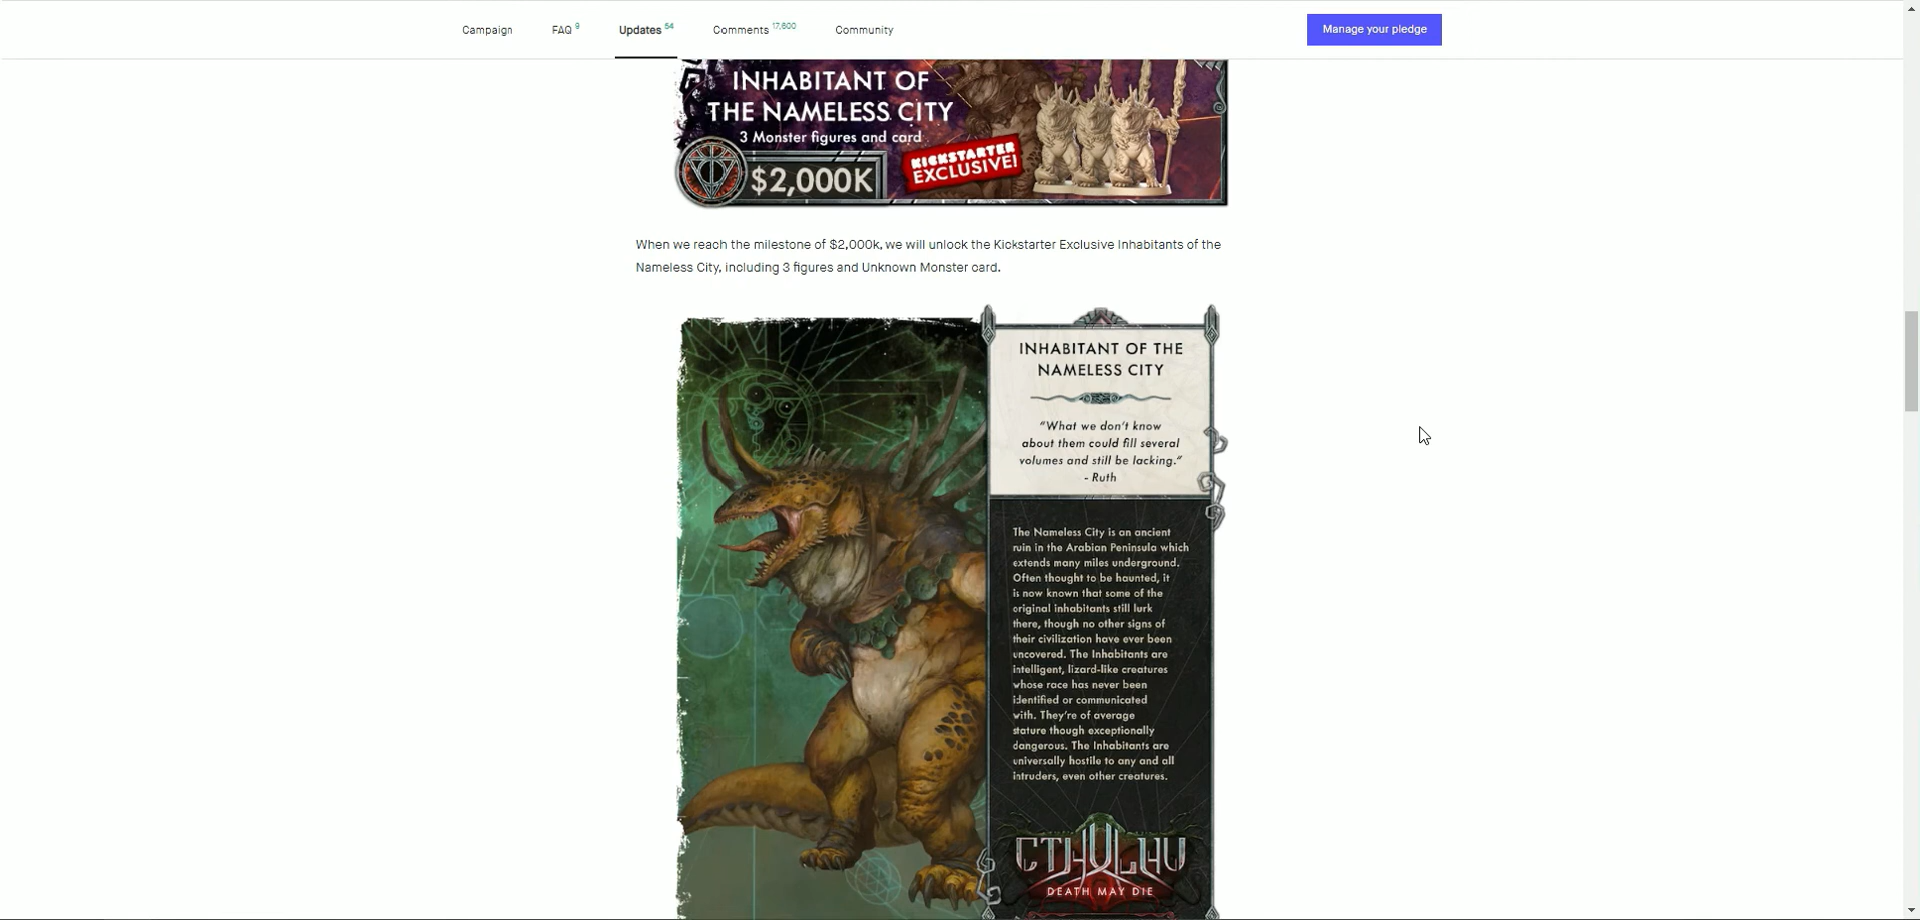 Campaign FAQ 9 Updates 54 Comments 17,600 Community Manage your pledge
INHABITANT OF
THE NAMELESS CITY
3 Monster figures and card
KICKSTARTER
EXCLUSIVE!
$2,000K
When we reach the milestone of $2,000k, we will unlock the Kickstarter Exclusive Inhabitants of the
Nameless City, including 3 figures and Unknown Monster card.
INHABITANT OF THE
NAMELESS CITY
"What we don't know
about them could fill several
volumes and still be lacking."
- Ruth
The Nameless City is an ancient
ruin in the Arabian Peninsula which
extends many miles underground.
Often thought to be haunted, it
is now known that some of the
original inhabitants still lurk
there, though no other signs of
their civilization have ever been
uncovered. The Inhabitants are
intelligent, lizard-like creatures
whose race has never been
identified or communicated
with. They're of average
stature though exceptionally
dangerous. The Inhabitants are
universally hostile to any and all
intruders, even other creatures.
CTHULHU
DEATH MAY DIE